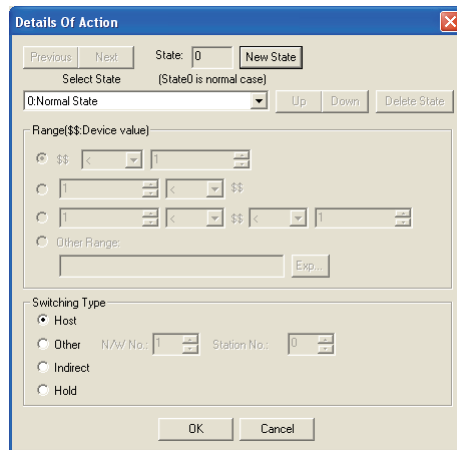 Details Of Action
Previous Next State: 0 New State
Select State (State0 is normal case)
0:Normal State Up Down Delete State
Range($$:Device value)
$$ < 1
1 < $$
1 < $$ < 1
Other Range:
Exp...
Switching Type
Host
Other N/W No.: 1 Station No.: 0
Indirect
Hold
OK Cancel